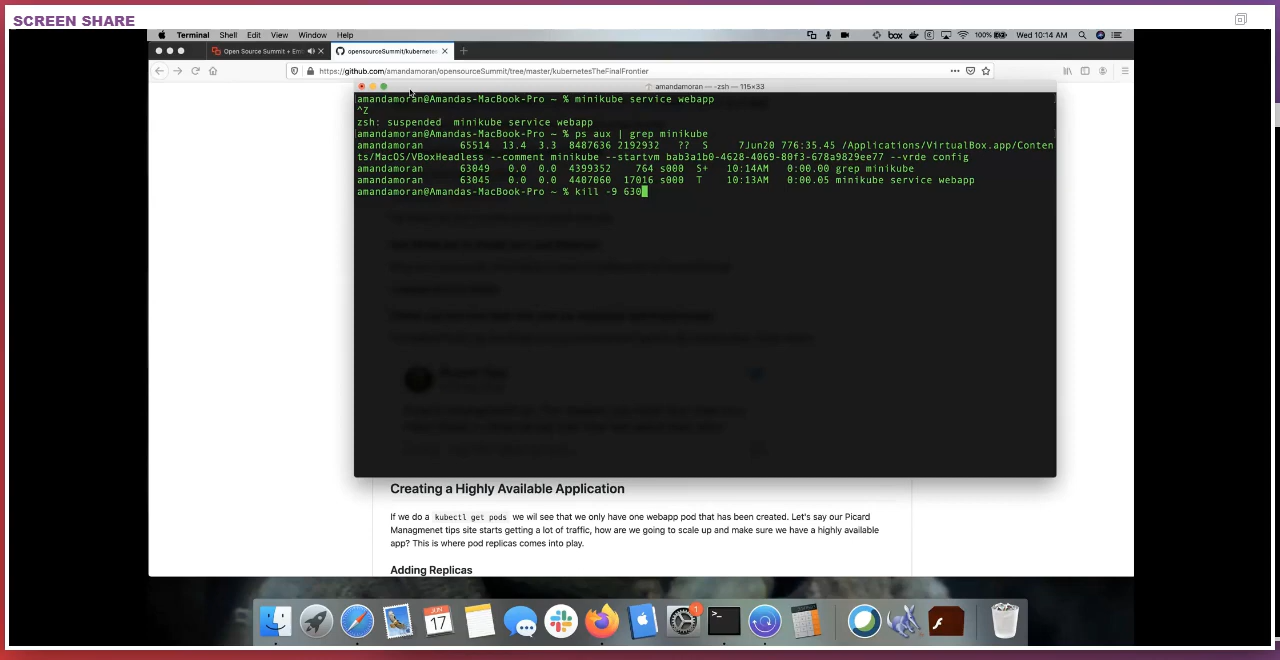 SCREEN SHARE
Terminal Shell Edit View Window Help
box 100% Wed 10:14 AM
Open Source Summit + Em
opensourceSummit/kubernetes
https://github.com/amandamoran/opensourceSummit/tree/master/kubernetesTheFinalFrontier
amandamoran — -zsh — 115×33
amandamoran@Amandas-MacBook-Pro ~ % minikube service webapp
^Z
zsh: suspended  minikube service webapp
amandamoran@Amandas-MacBook-Pro ~ % ps aux | grep minikube
amandamoran      65514  13.4  3.3  8487636 2192932   ??  S     7Jun20 776:35.45 /Applications/VirtualBox.app/Conten
ts/MacOS/VBoxHeadless --comment minikube --startvm bab3a1b0-4628-4069-80f3-678a9829ee77 --vrde config
amandamoran      63049   0.0  0.0  4399352    764 s000  S+   10:14AM   0:00.00 grep minikube
amandamoran      63045   0.0  0.0  4407060  17016 s000  T    10:13AM   0:00.05 minikube service webapp
amandamoran@Amandas-MacBook-Pro ~ % kill -9 630
Creating a Highly Available Application
If we do a kubectl get pods we wil see that we only have one webapp pod that has been created. Let's say our Picard
Managmenet tips site starts getting a lot of traffic, how are we going to scale up and make sure we have a highly available
app? This is where pod replicas comes into play.
Adding Replicas
JUN
17
1